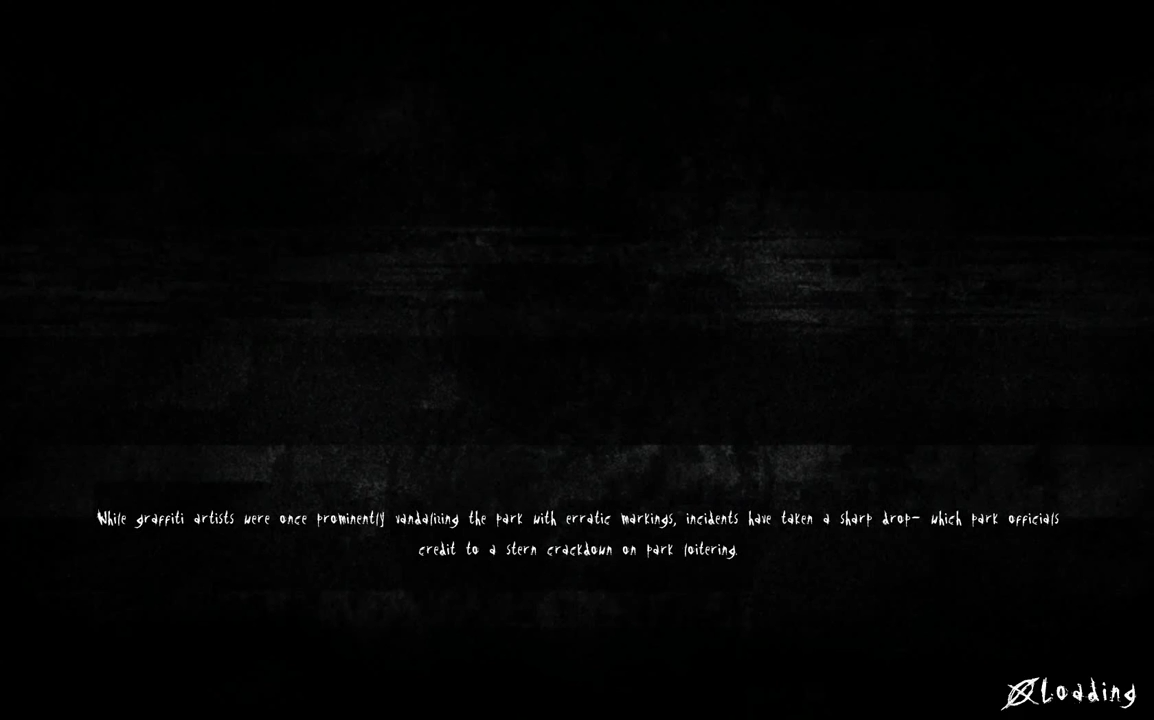 While graffiti artists were once prominently vandalizing the park with erratic markings, incidents have taken a sharp drop- which park officials
credit to a stern crackdown on park loitering.
Loading